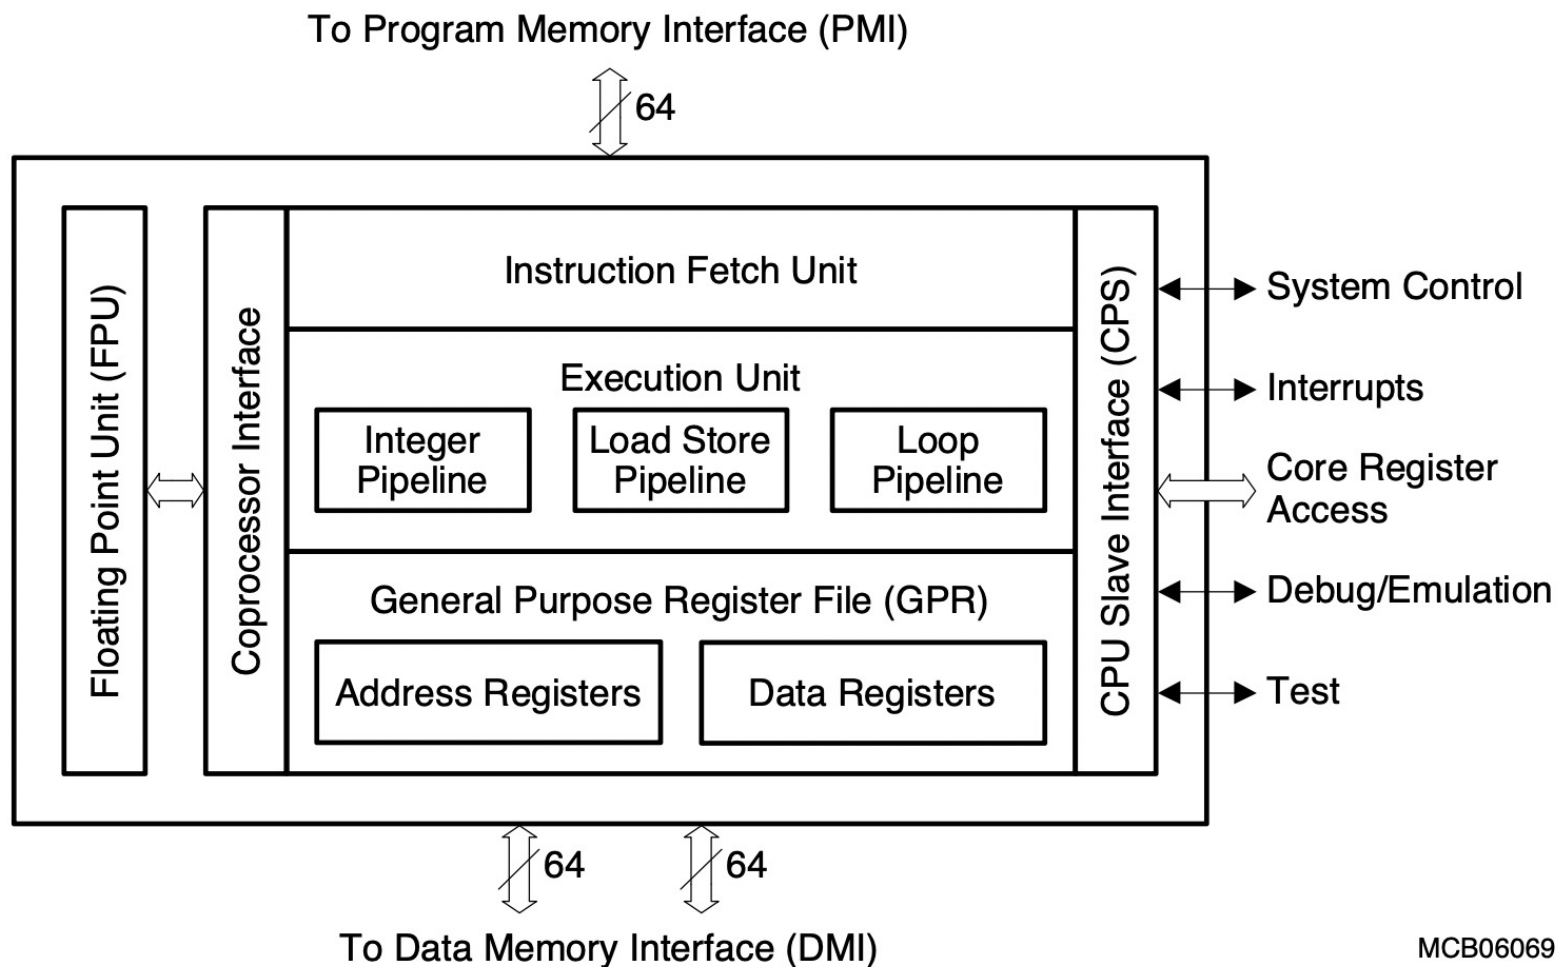 To Program Memory Interface (PMI)
64
Floating Point Unit (FPU)
Coprocessor Interface
Instruction Fetch Unit
Execution Unit
Integer
Pipeline
Load Store
Pipeline
Loop
Pipeline
General Purpose Register File (GPR)
Address Registers
Data Registers
CPU Slave Interface (CPS)
System Control
Interrupts
Core Register
Access
Debug/Emulation
Test
64
64
To Data Memory Interface (DMI)
MCB06069